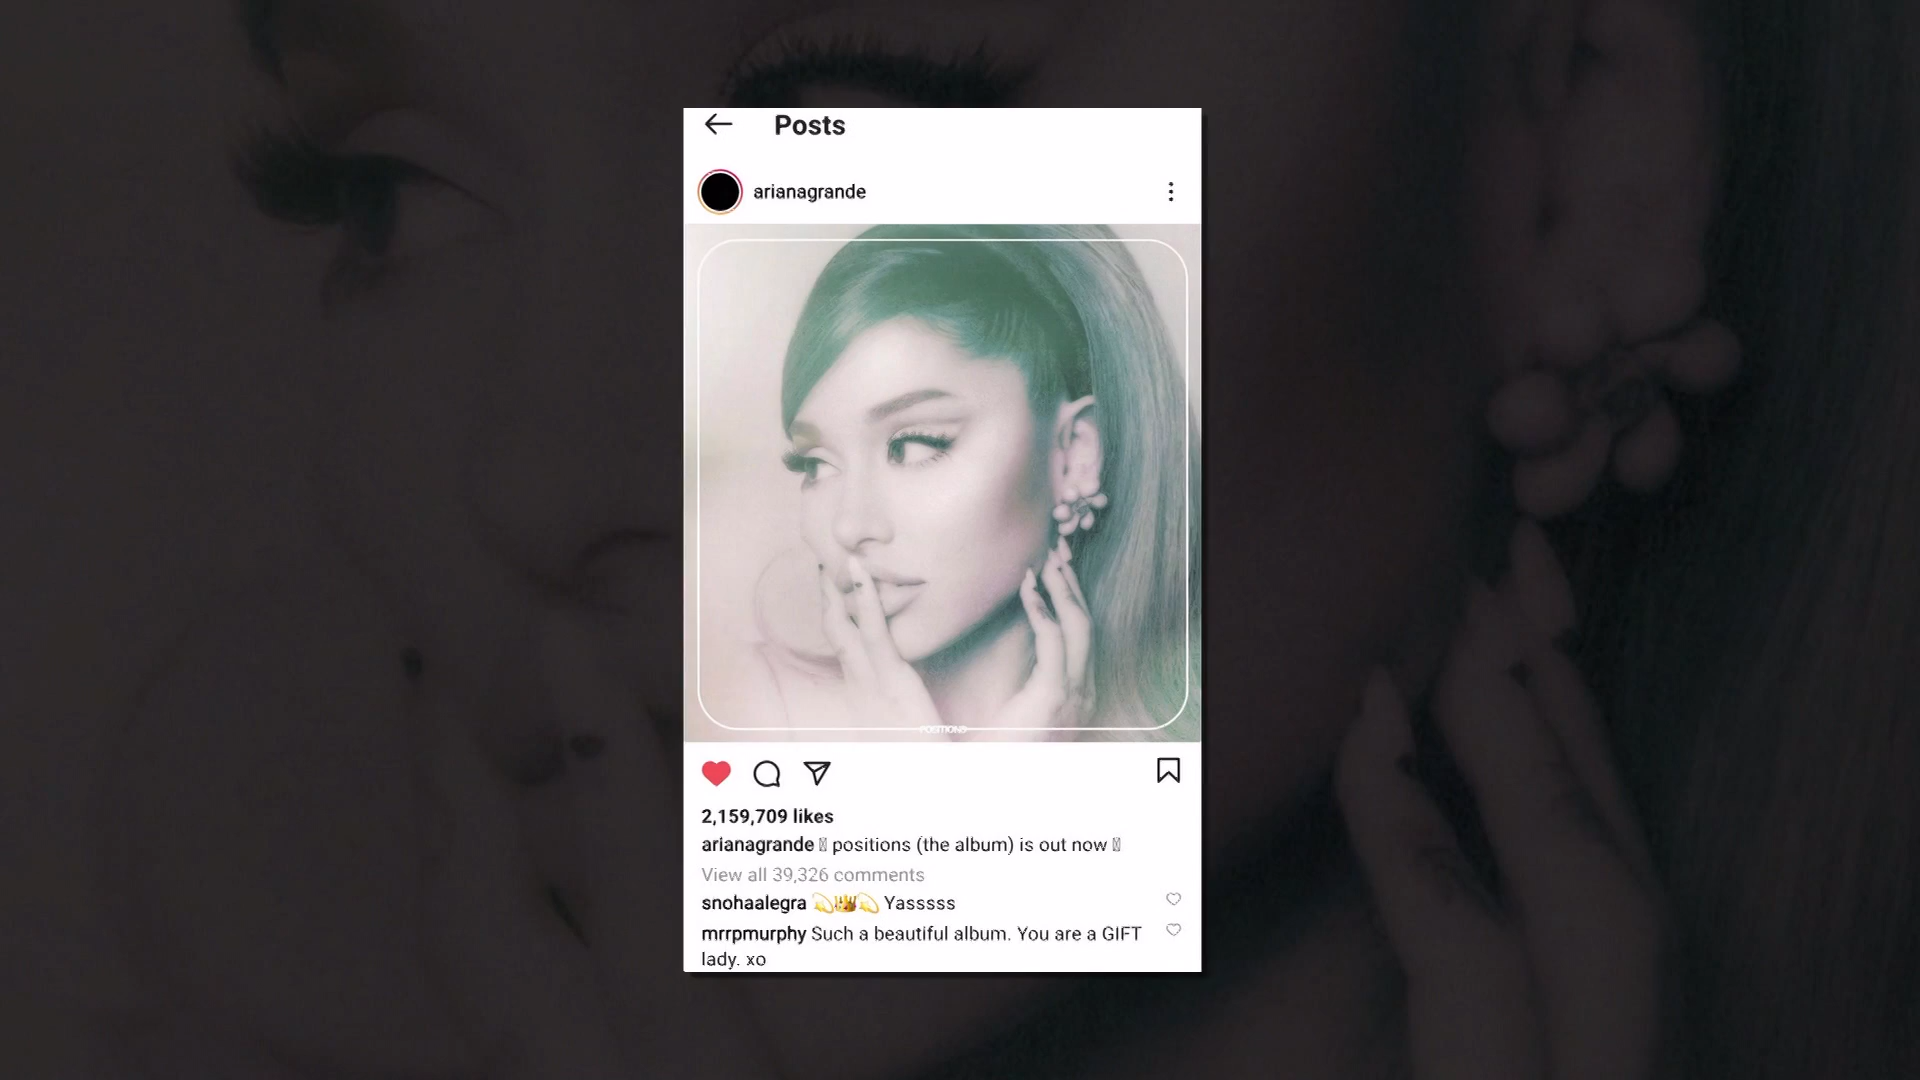 Posts
arianagrande
POSITIONS
2,159,709 likes
arianagrande positions (the album) is out now
View all 39,326 comments
snohaalegra 💫👑💫 Yasssss
mrrpmurphy Such a beautiful album. You are a GIFT
lady. xo